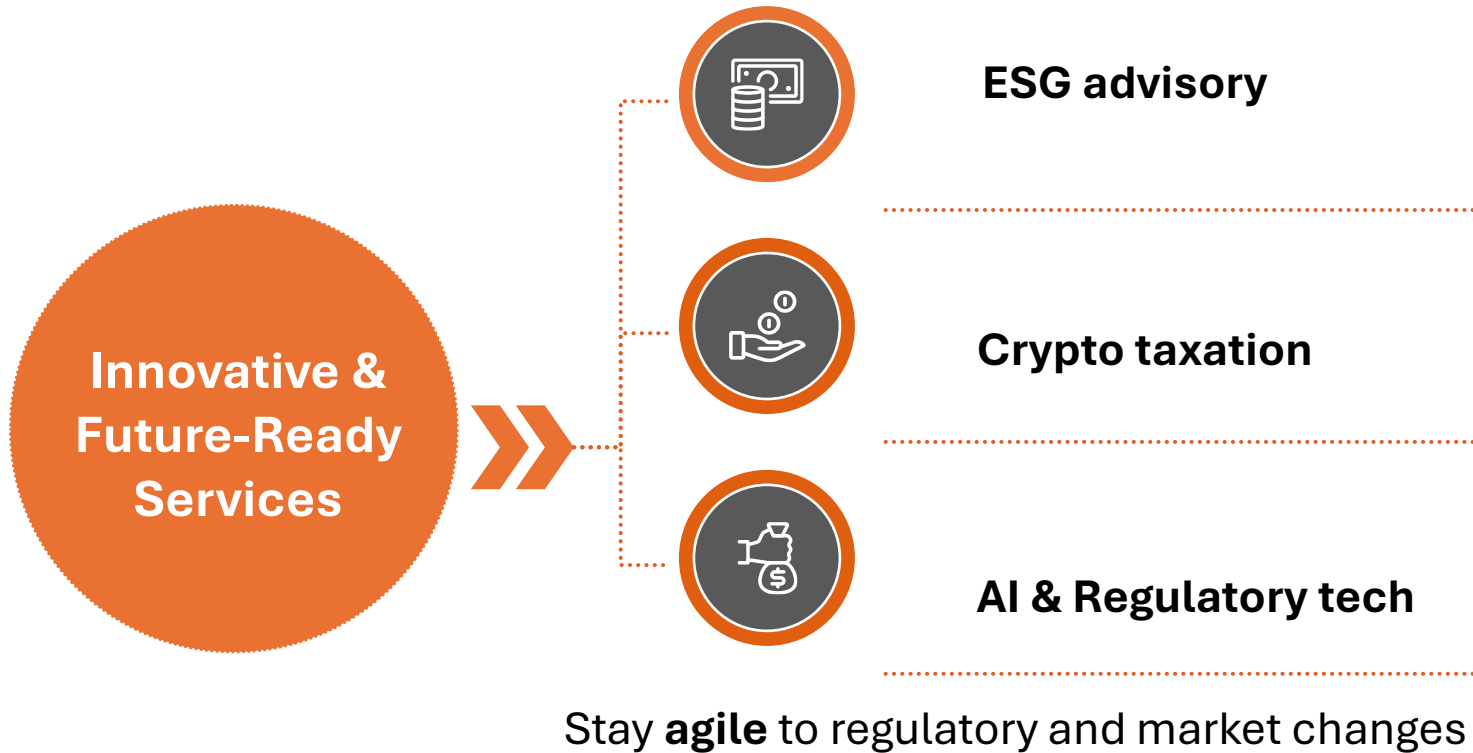 Innovative &
Future-Ready
Services
ESG advisory
Crypto taxation
$
AI & Regulatory tech
Stay agile to regulatory and market changes